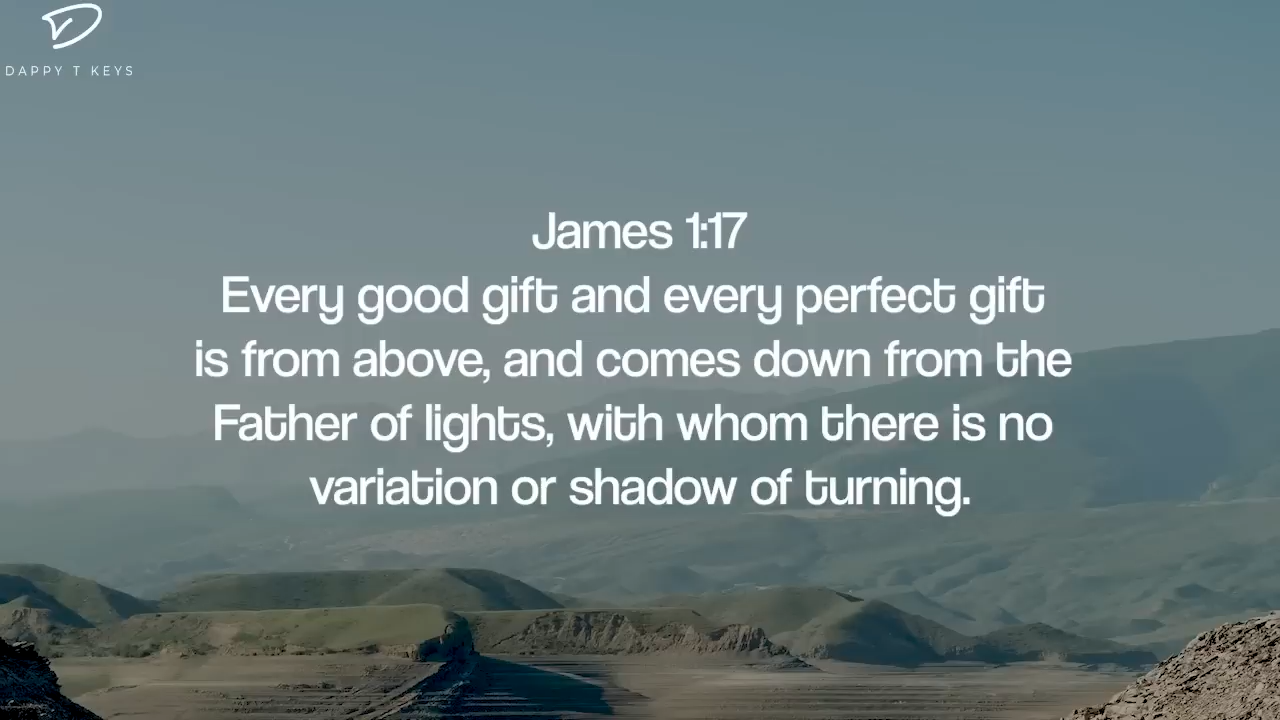 DAPPY T KEYS
James 1:17
Every good gift and every perfect gift
is from above, and comes down from the
Father of lights, with whom there is no
variation or shadow of turning.